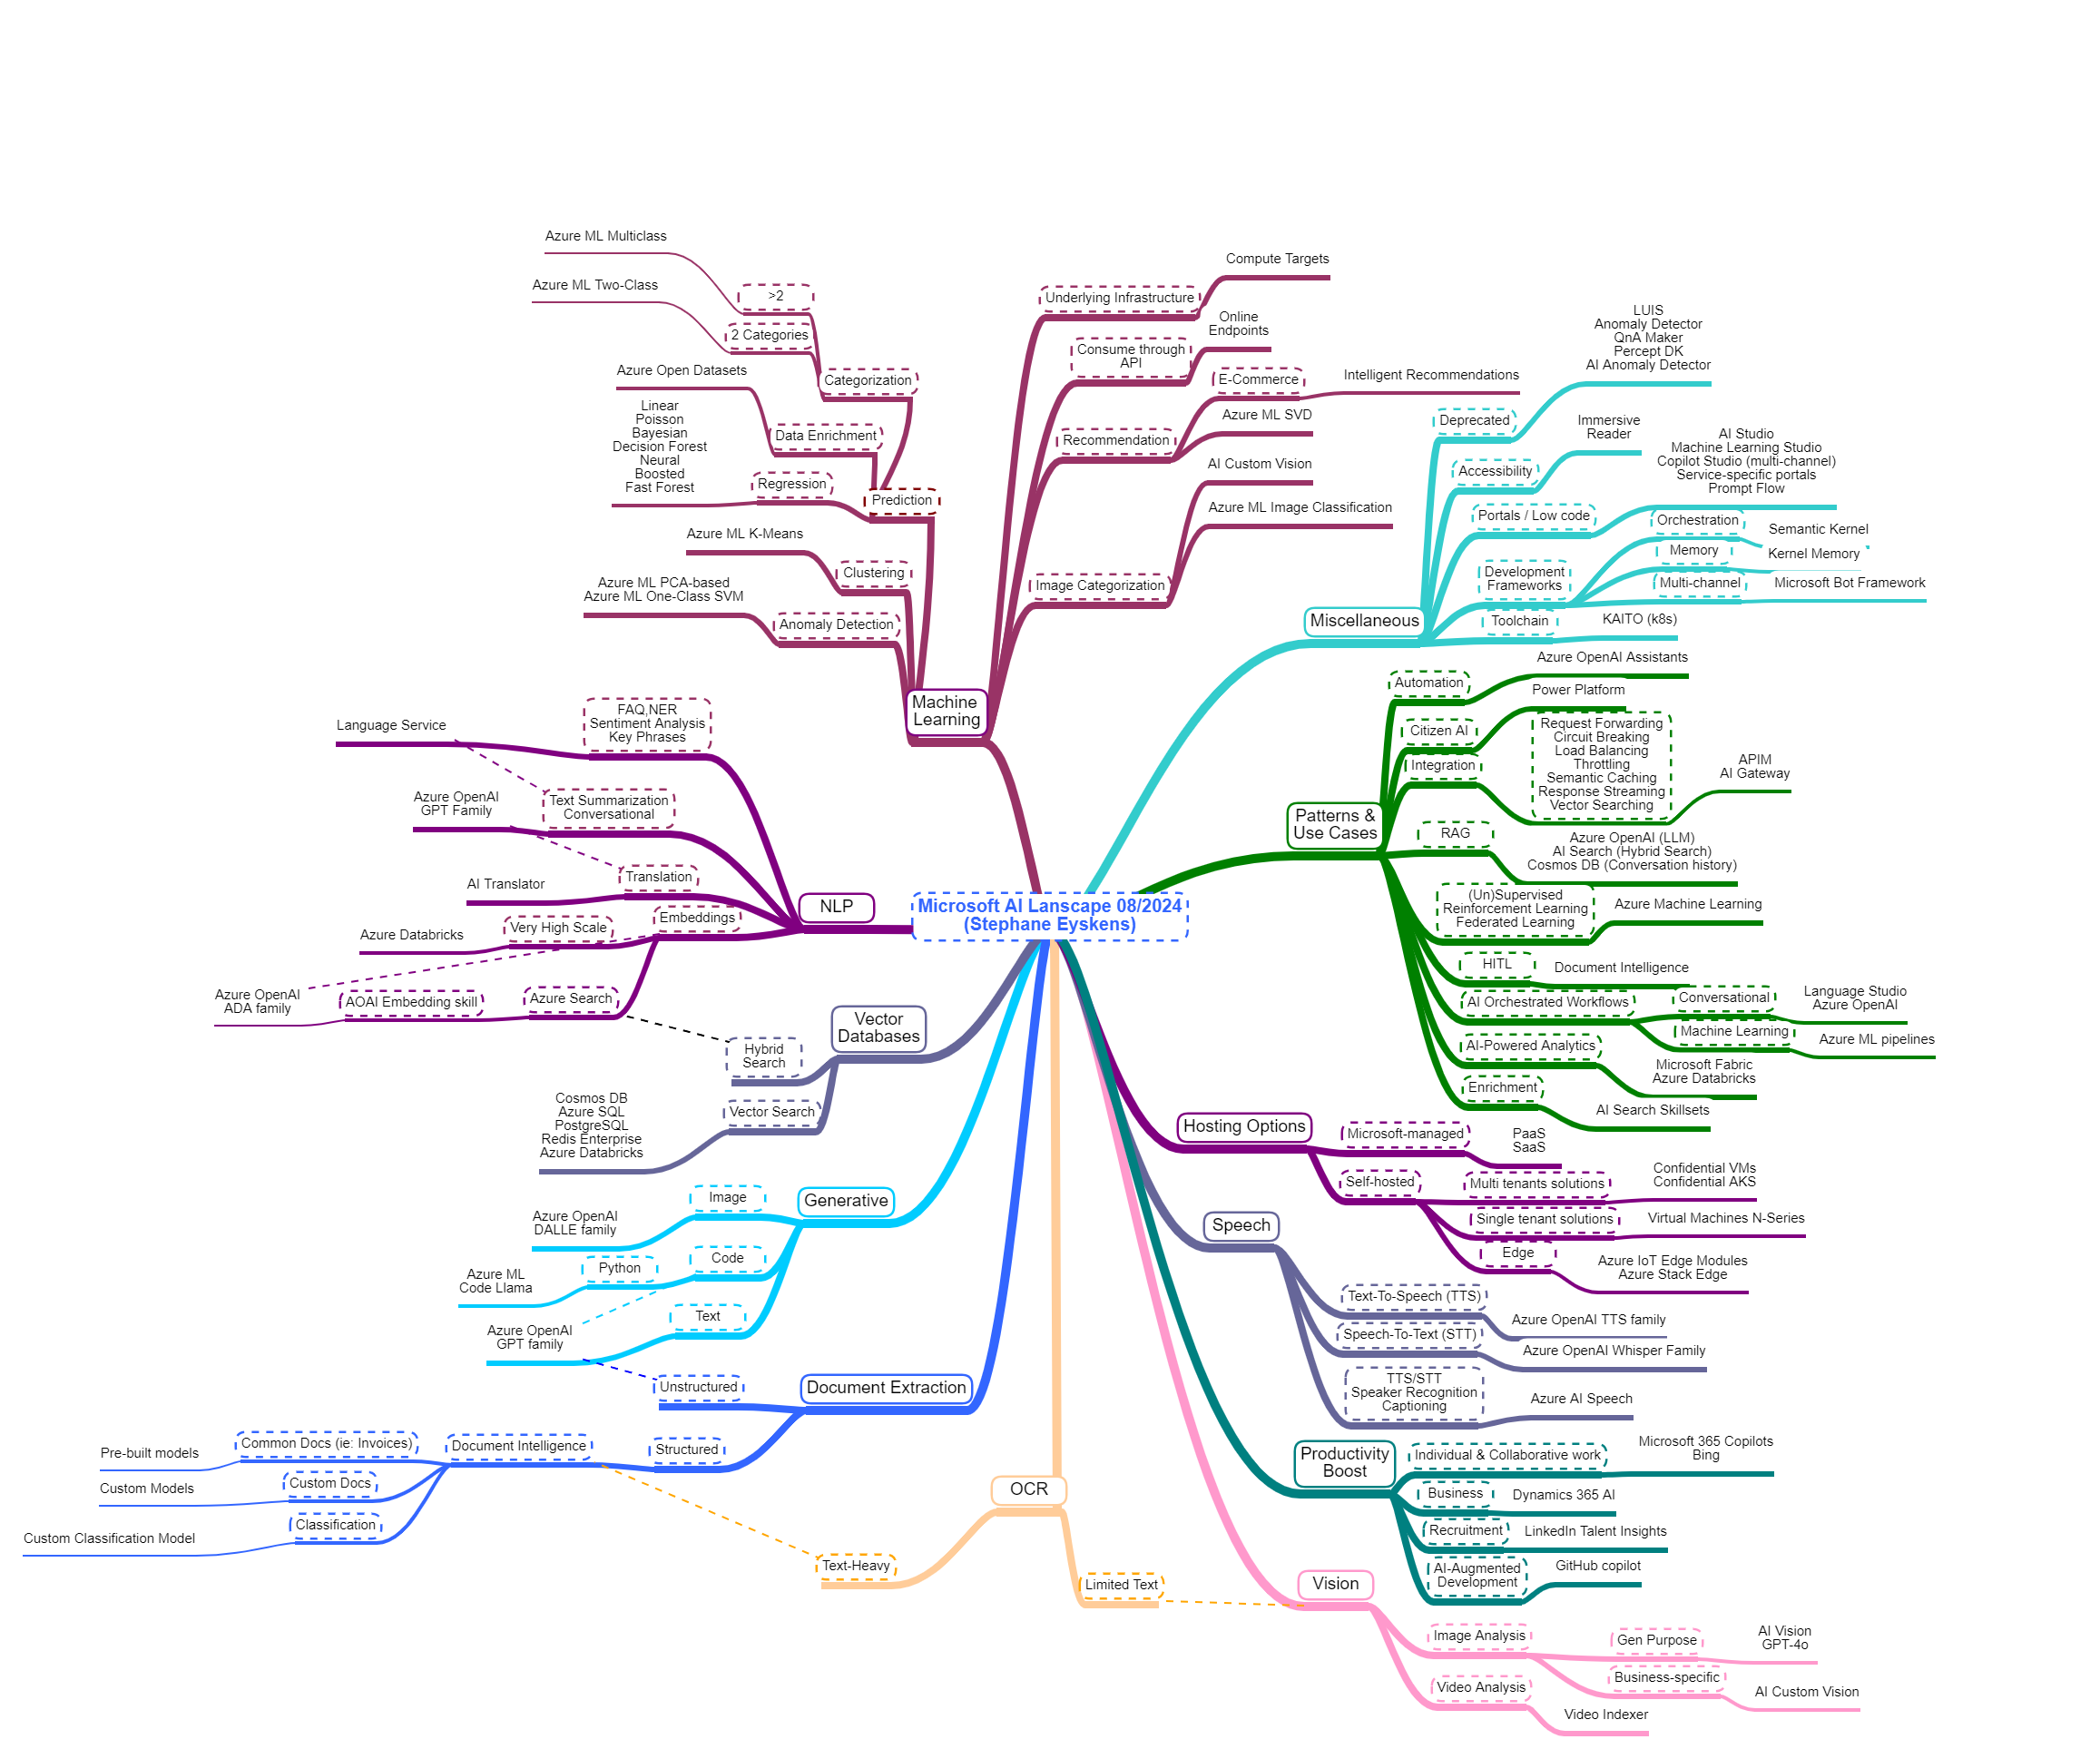 Microsoft AI Lanscape 08/2024
(Stephane Eyskens)
Machine
Learning
Azure ML Multiclass
>2
Azure ML Two-Class
2 Categories
Categorization
Azure Open Datasets
Data Enrichment
Linear
Poisson
Bayesian
Decision Forest
Neural
Boosted
Fast Forest
Regression
Prediction
Azure ML K-Means
Clustering
Azure ML PCA-based
Azure ML One-Class SVM
Anomaly Detection
Underlying Infrastructure
Compute Targets
Consume through
API
Online
Endpoints
Recommendation
E-Commerce
Intelligent Recommendations
Azure ML SVD
Image Categorization
AI Custom Vision
Azure ML Image Classification
Miscellaneous
Deprecated
LUIS
Anomaly Detector
QnA Maker
Percept DK
AI Anomaly Detector
Accessibility
Immersive
Reader
Portals / Low code
AI Studio
Machine Learning Studio
Copilot Studio (multi-channel)
Service-specific portals
Prompt Flow
Development
Frameworks
Orchestration
Semantic Kernel
Memory
Kernel Memory
Multi-channel
Microsoft Bot Framework
Toolchain
KAITO (k8s)
Patterns &
Use Cases
Automation
Azure OpenAI Assistants
Citizen AI
Power Platform
Integration
Request Forwarding
Circuit Breaking
Load Balancing
Throttling
Semantic Caching
Response Streaming
Vector Searching
APIM
AI Gateway
RAG
Azure OpenAI (LLM)
AI Search (Hybrid Search)
Cosmos DB (Conversation history)
(Un)Supervised
Reinforcement Learning
Federated Learning
Azure Machine Learning
HITL
Document Intelligence
AI Orchestrated Workflows
Conversational
Language Studio
Azure OpenAI
Machine Learning
Azure ML pipelines
AI-Powered Analytics
Microsoft Fabric
Azure Databricks
Enrichment
AI Search Skillsets
Hosting Options
Microsoft-managed
PaaS
SaaS
Self-hosted
Multi tenants solutions
Confidential VMs
Confidential AKS
Single tenant solutions
Virtual Machines N-Series
Edge
Azure IoT Edge Modules
Azure Stack Edge
Speech
Text-To-Speech (TTS)
Azure OpenAI TTS family
Speech-To-Text (STT)
Azure OpenAI Whisper Family
TTS/STT
Speaker Recognition
Captioning
Azure AI Speech
Productivity
Boost
Individual & Collaborative work
Microsoft 365 Copilots
Bing
Business
Dynamics 365 AI
Recruitment
LinkedIn Talent Insights
AI-Augmented
Development
GitHub copilot
Vision
Image Analysis
Gen Purpose
AI Vision
GPT-4o
Business-specific
AI Custom Vision
Video Analysis
Video Indexer
NLP
FAQ,NER
Sentiment Analysis
Key Phrases
Language Service
Text Summarization
Conversational
Azure OpenAI
GPT Family
Translation
AI Translator
Embeddings
Very High Scale
Azure Databricks
Azure Search
AOAI Embedding skill
Azure OpenAI
ADA family
Vector
Databases
Hybrid
Search
Vector Search
Cosmos DB
Azure SQL
PostgreSQL
Redis Enterprise
Azure Databricks
Generative
Image
Azure OpenAI
DALLE family
Code
Python
Azure ML
Code Llama
Text
Azure OpenAI
GPT family
Document Extraction
Unstructured
Structured
Document Intelligence
Common Docs (ie: Invoices)
Pre-built models
Custom Docs
Custom Models
Classification
Custom Classification Model
OCR
Text-Heavy
Limited Text